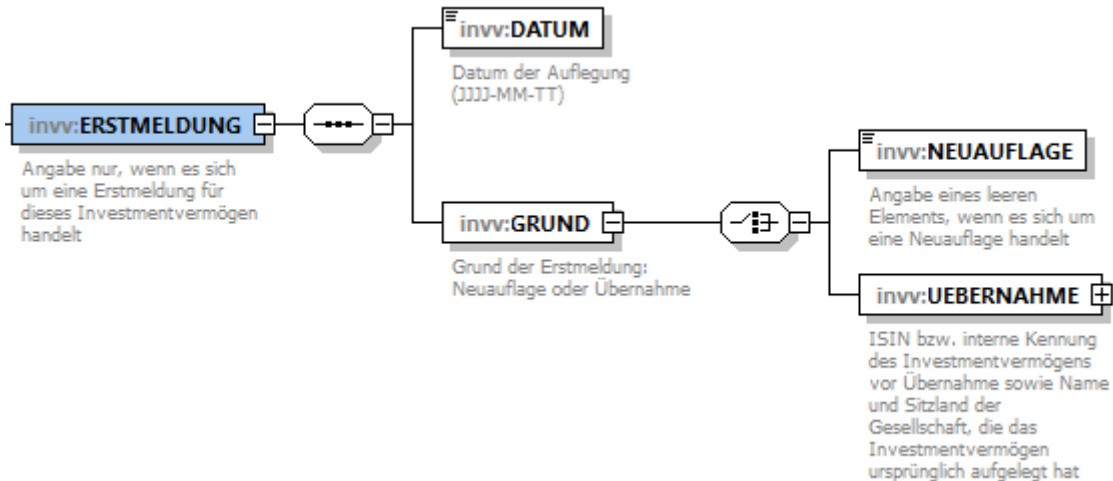 invv:DATUM
Datum der Auflegung
(JJJJ-MM-TT)
invv:ERSTMELDUNG
Angabe nur, wenn es sich
um eine Erstmeldung für
dieses Investmentvermögen
handelt
invv:GRUND
Grund der Erstmeldung:
Neuauflage oder Übernahme
invv:NEUAUFLAGE
Angabe eines leeren
Elements, wenn es sich um
eine Neuauflage handelt
invv:UEBERNAHME
ISIN bzw. interne Kennung
des Investmentvermögens
vor Übernahme sowie Name
und Sitzland der
Gesellschaft, die das
Investmentvermögen
ursprünglich aufgelegt hat